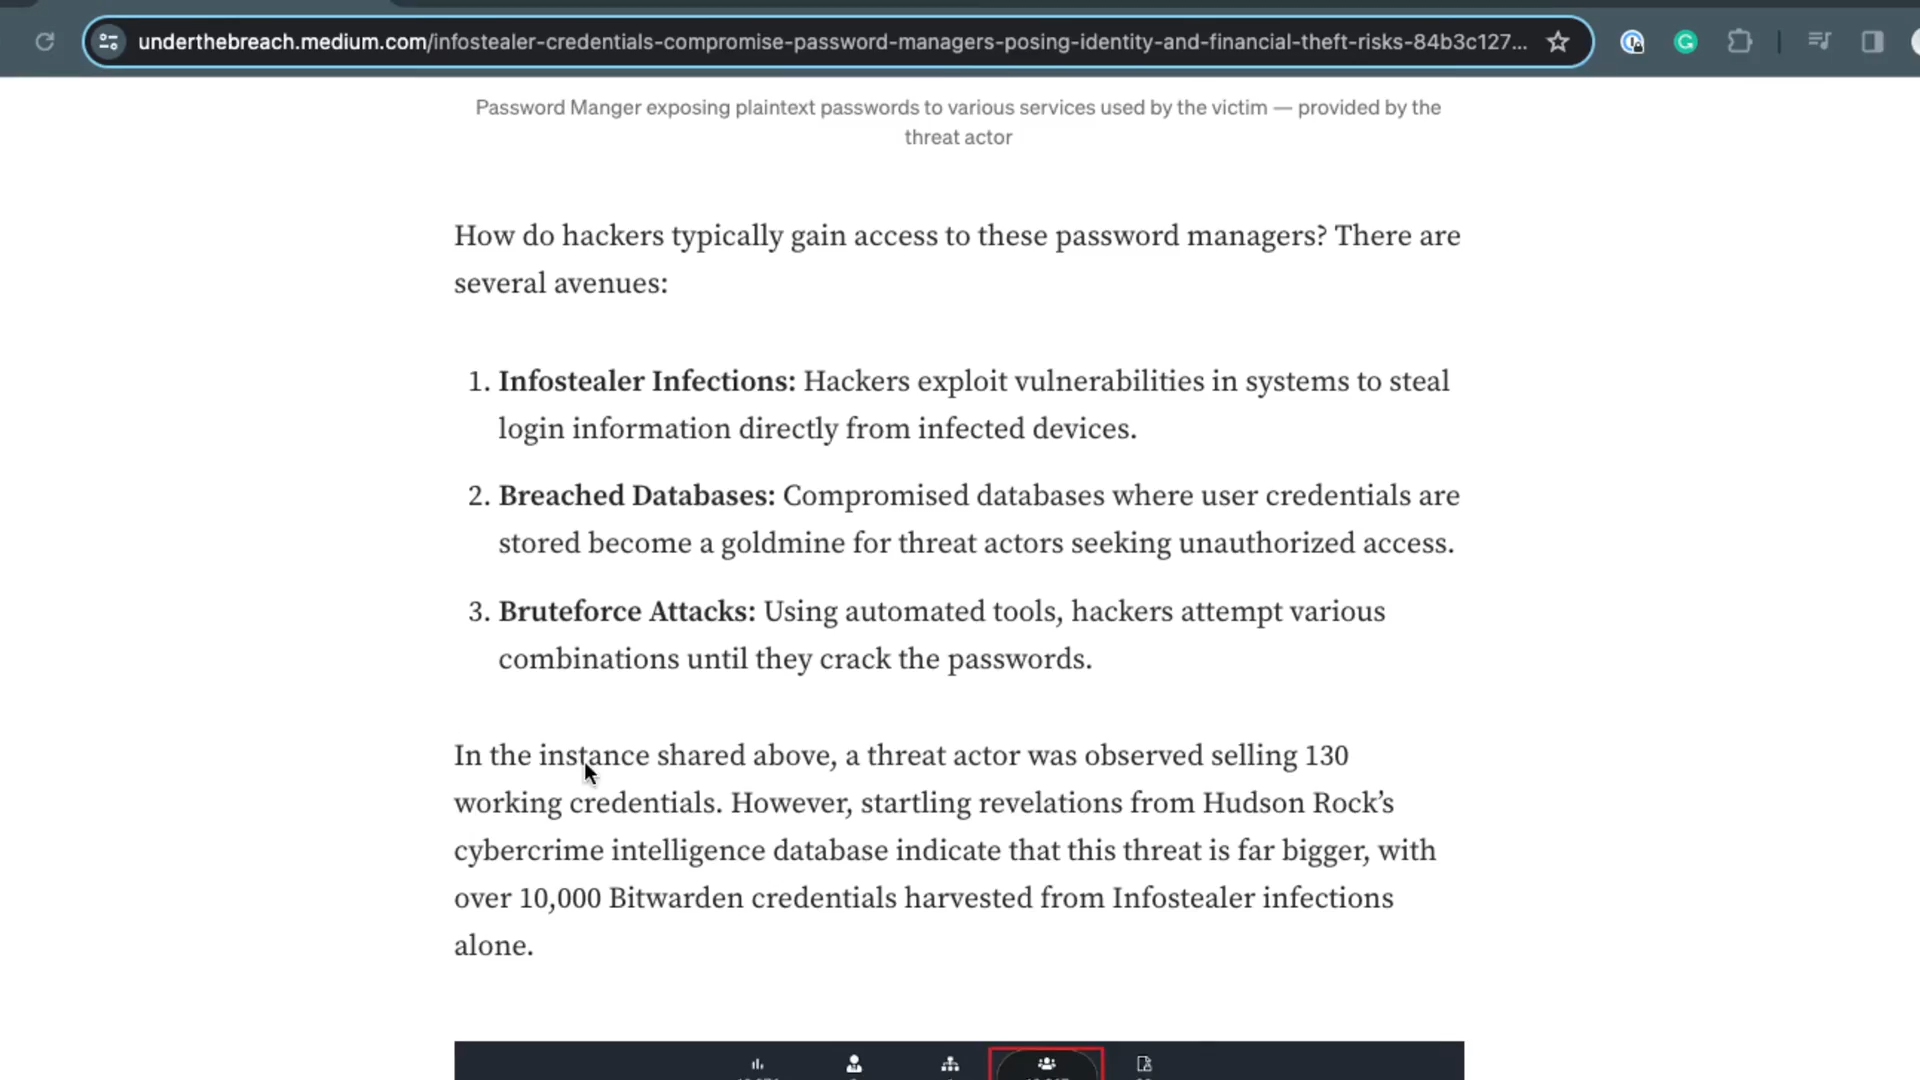 underthebreach.medium.com/infostealer-credentials-compromise-password-managers-posing-identity-and-financial-theft-risks-84b3c127...
Password Manger exposing plaintext passwords to various services used by the victim — provided by the
threat actor
How do hackers typically gain access to these password managers? There are
several avenues:
1. Infostealer Infections: Hackers exploit vulnerabilities in systems to steal
login information directly from infected devices.
2. Breached Databases: Compromised databases where user credentials are
stored become a goldmine for threat actors seeking unauthorized access.
3. Bruteforce Attacks: Using automated tools, hackers attempt various
combinations until they crack the passwords.
In the instance shared above, a threat actor was observed selling 130
working credentials. However, startling revelations from Hudson Rock’s
cybercrime intelligence database indicate that this threat is far bigger, with
over 10,000 Bitwarden credentials harvested from Infostealer infections
alone.